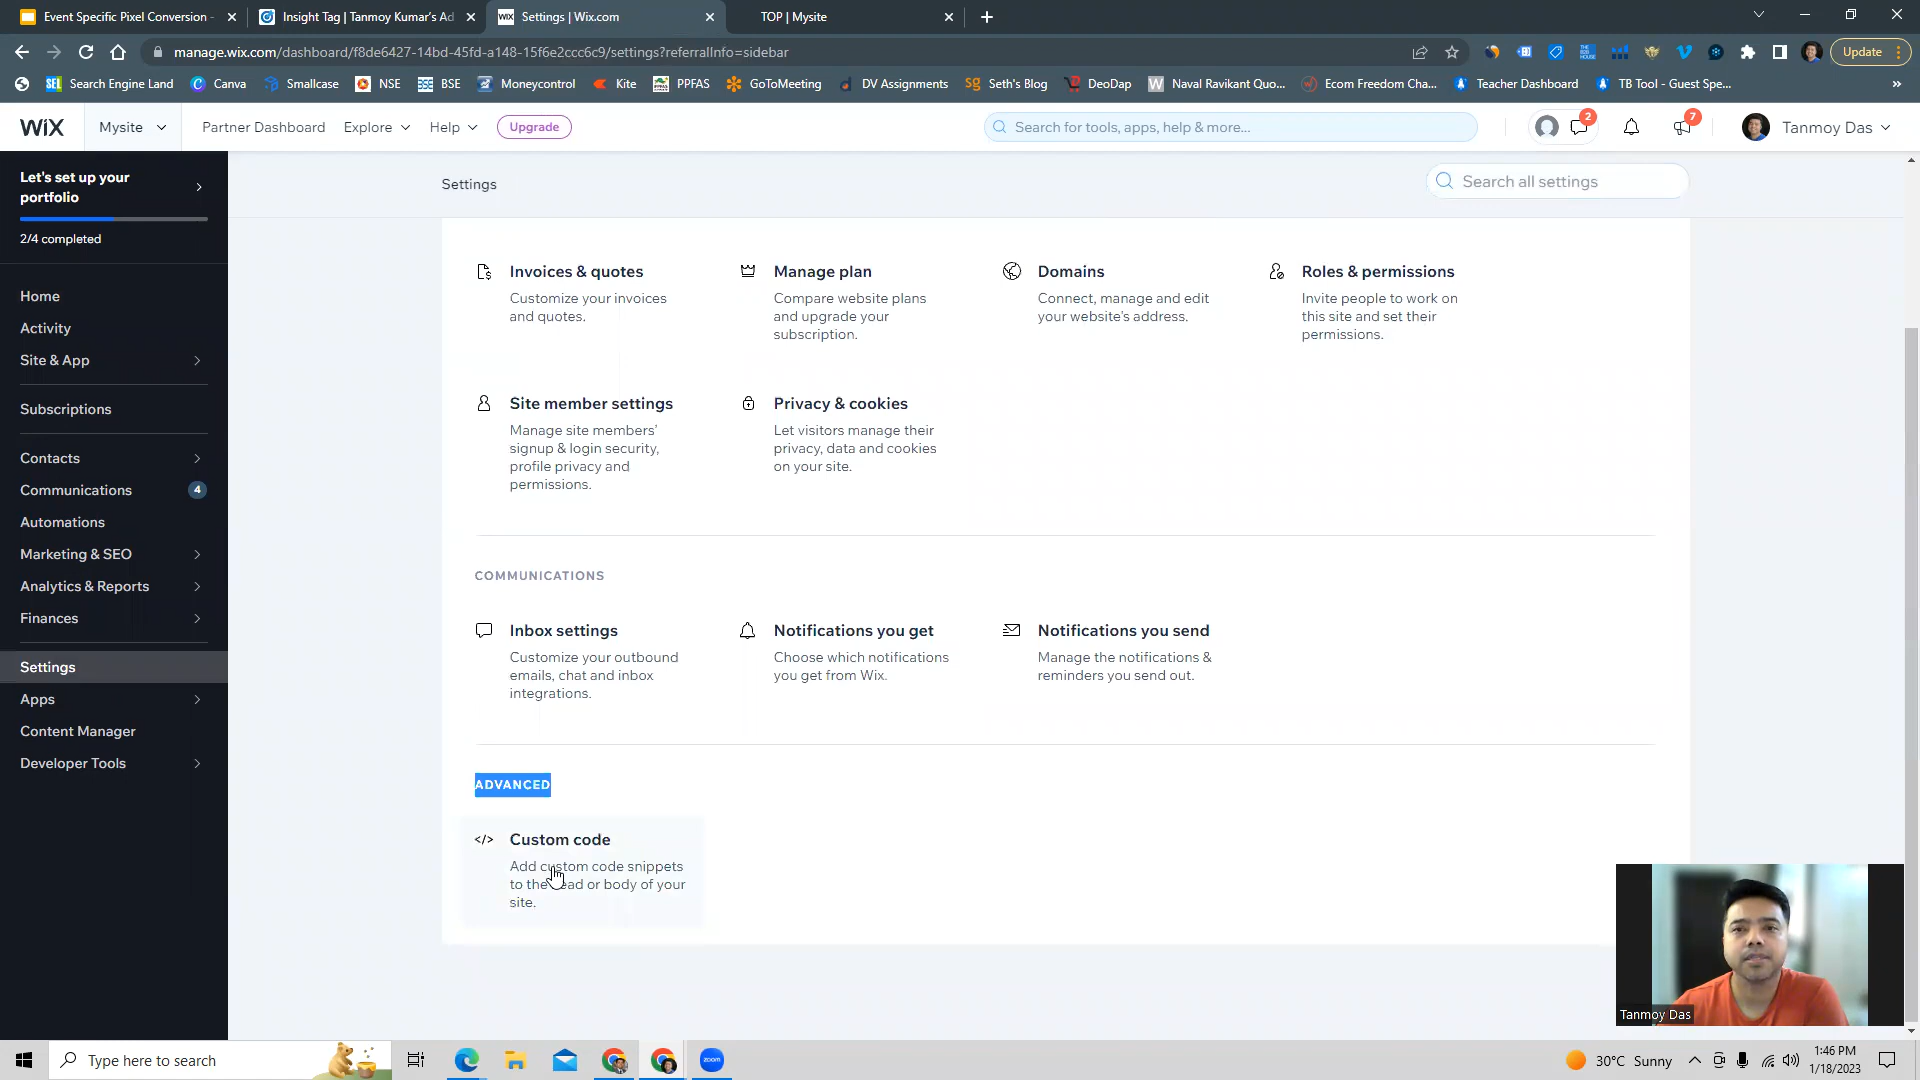 Event Specific Pixel Conversion -
Insight Tag | Tanmoy Kumar's Ad
WIX
Settings | Wix.com
TOP | Mysite
manage.wix.com/dashboard/f8de6427-14bd-45fd-a148-15f6e2ccc6c9/settings?referralInfo=sidebar
Update
SEL Search Engine Land
Canva
Smallcase
NSE
BSE
Moneycontrol
Kite
PPFAS
GoToMeeting
DV Assignments
sg Seth's Blog
DeoDap
W Naval Ravikant Quo...
Ecom Freedom Cha...
Teacher Dashboard
TB Tool - Guest Spe...
»
WIX
Mysite
Partner Dashboard
Explore
Help
Upgrade
Search for tools, apps, help & more...
2
7
Tanmoy Das
Let's set up your
portfolio
2/4 completed
Home
Activity
Site & App
Subscriptions
Contacts
Communications
4
Automations
Marketing & SEO
Analytics & Reports
Finances
Settings
Apps
Content Manager
Developer Tools
Settings
Search all settings
Invoices & quotes
Customize your invoices
and quotes.
Manage plan
Compare website plans
and upgrade your
subscription.
Domains
Connect, manage and edit
your website's address.
Roles & permissions
Invite people to work on
this site and set their
permissions.
Site member settings
Manage site members'
signup & login security,
profile privacy and
permissions.
Privacy & cookies
Let visitors manage their
privacy, data and cookies
on your site.
COMMUNICATIONS
Inbox settings
Customize your outbound
emails, chat and inbox
integrations.
Notifications you get
Choose which notifications
you get from Wix.
Notifications you send
Manage the notifications &
reminders you send out.
ADVANCED
</> Custom code
Add custom code snippets
to the head or body of your
site.
Tanmoy Das
Type here to search
zoom
30°C Sunny
1:46 PM
1/18/2023